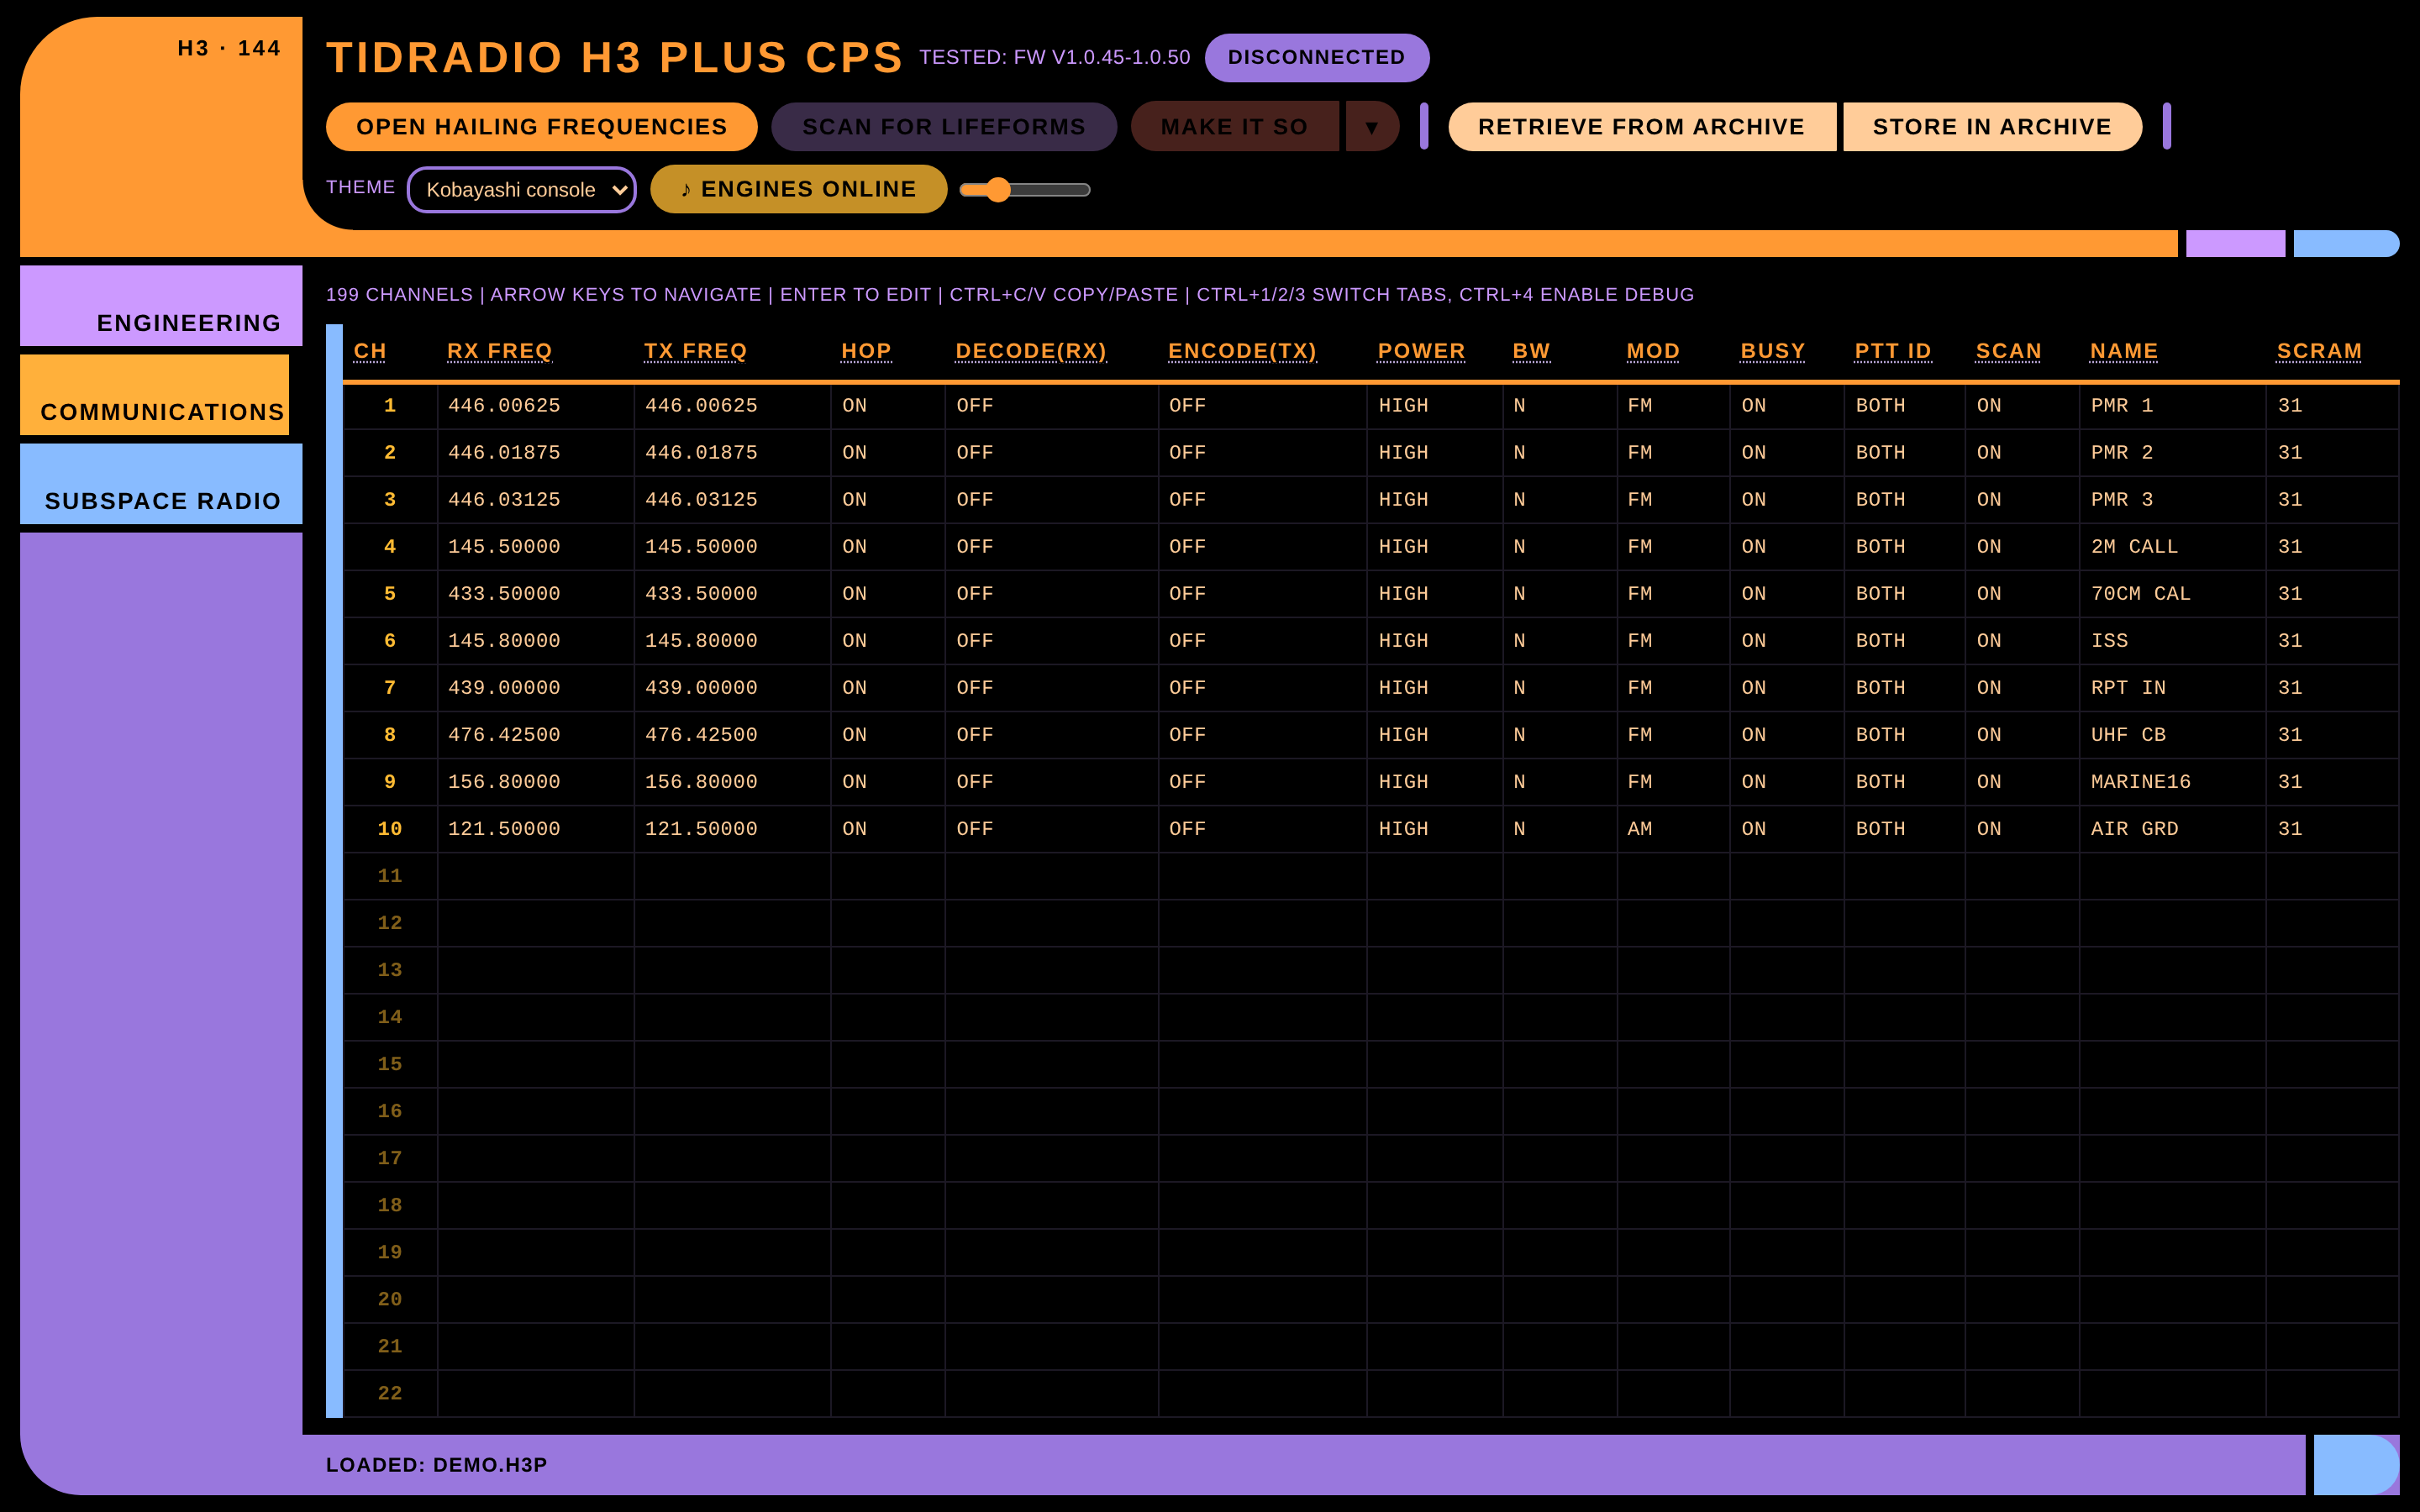 H3 · 144
TIDRADIO H3 PLUS CPS TESTED: FW V1.0.45-1.0.50 DISCONNECTED
OPEN HAILING FREQUENCIES SCAN FOR LIFEFORMS MAKE IT SO ▼ RETRIEVE FROM ARCHIVE STORE IN ARCHIVE
THEME Kobayashi console ♪ ENGINES ONLINE
ENGINEERING
COMMUNICATIONS
SUBSPACE RADIO
199 CHANNELS | ARROW KEYS TO NAVIGATE | ENTER TO EDIT | CTRL+C/V COPY/PASTE | CTRL+1/2/3 SWITCH TABS, CTRL+4 ENABLE DEBUG
CH RX FREQ TX FREQ HOP DECODE(RX) ENCODE(TX) POWER BW MOD BUSY PTT ID SCAN NAME SCRAM
1 446.00625 446.00625 ON OFF OFF HIGH N FM ON BOTH ON PMR 1 31
2 446.01875 446.01875 ON OFF OFF HIGH N FM ON BOTH ON PMR 2 31
3 446.03125 446.03125 ON OFF OFF HIGH N FM ON BOTH ON PMR 3 31
4 145.50000 145.50000 ON OFF OFF HIGH N FM ON BOTH ON 2M CALL 31
5 433.50000 433.50000 ON OFF OFF HIGH N FM ON BOTH ON 70CM CAL 31
6 145.80000 145.80000 ON OFF OFF HIGH N FM ON BOTH ON ISS 31
7 439.00000 439.00000 ON OFF OFF HIGH N FM ON BOTH ON RPT IN 31
8 476.42500 476.42500 ON OFF OFF HIGH N FM ON BOTH ON UHF CB 31
9 156.80000 156.80000 ON OFF OFF HIGH N FM ON BOTH ON MARINE16 31
10 121.50000 121.50000 ON OFF OFF HIGH N AM ON BOTH ON AIR GRD 31
11
12
13
14
15
16
17
18
19
20
21
22
LOADED: DEMO.H3P